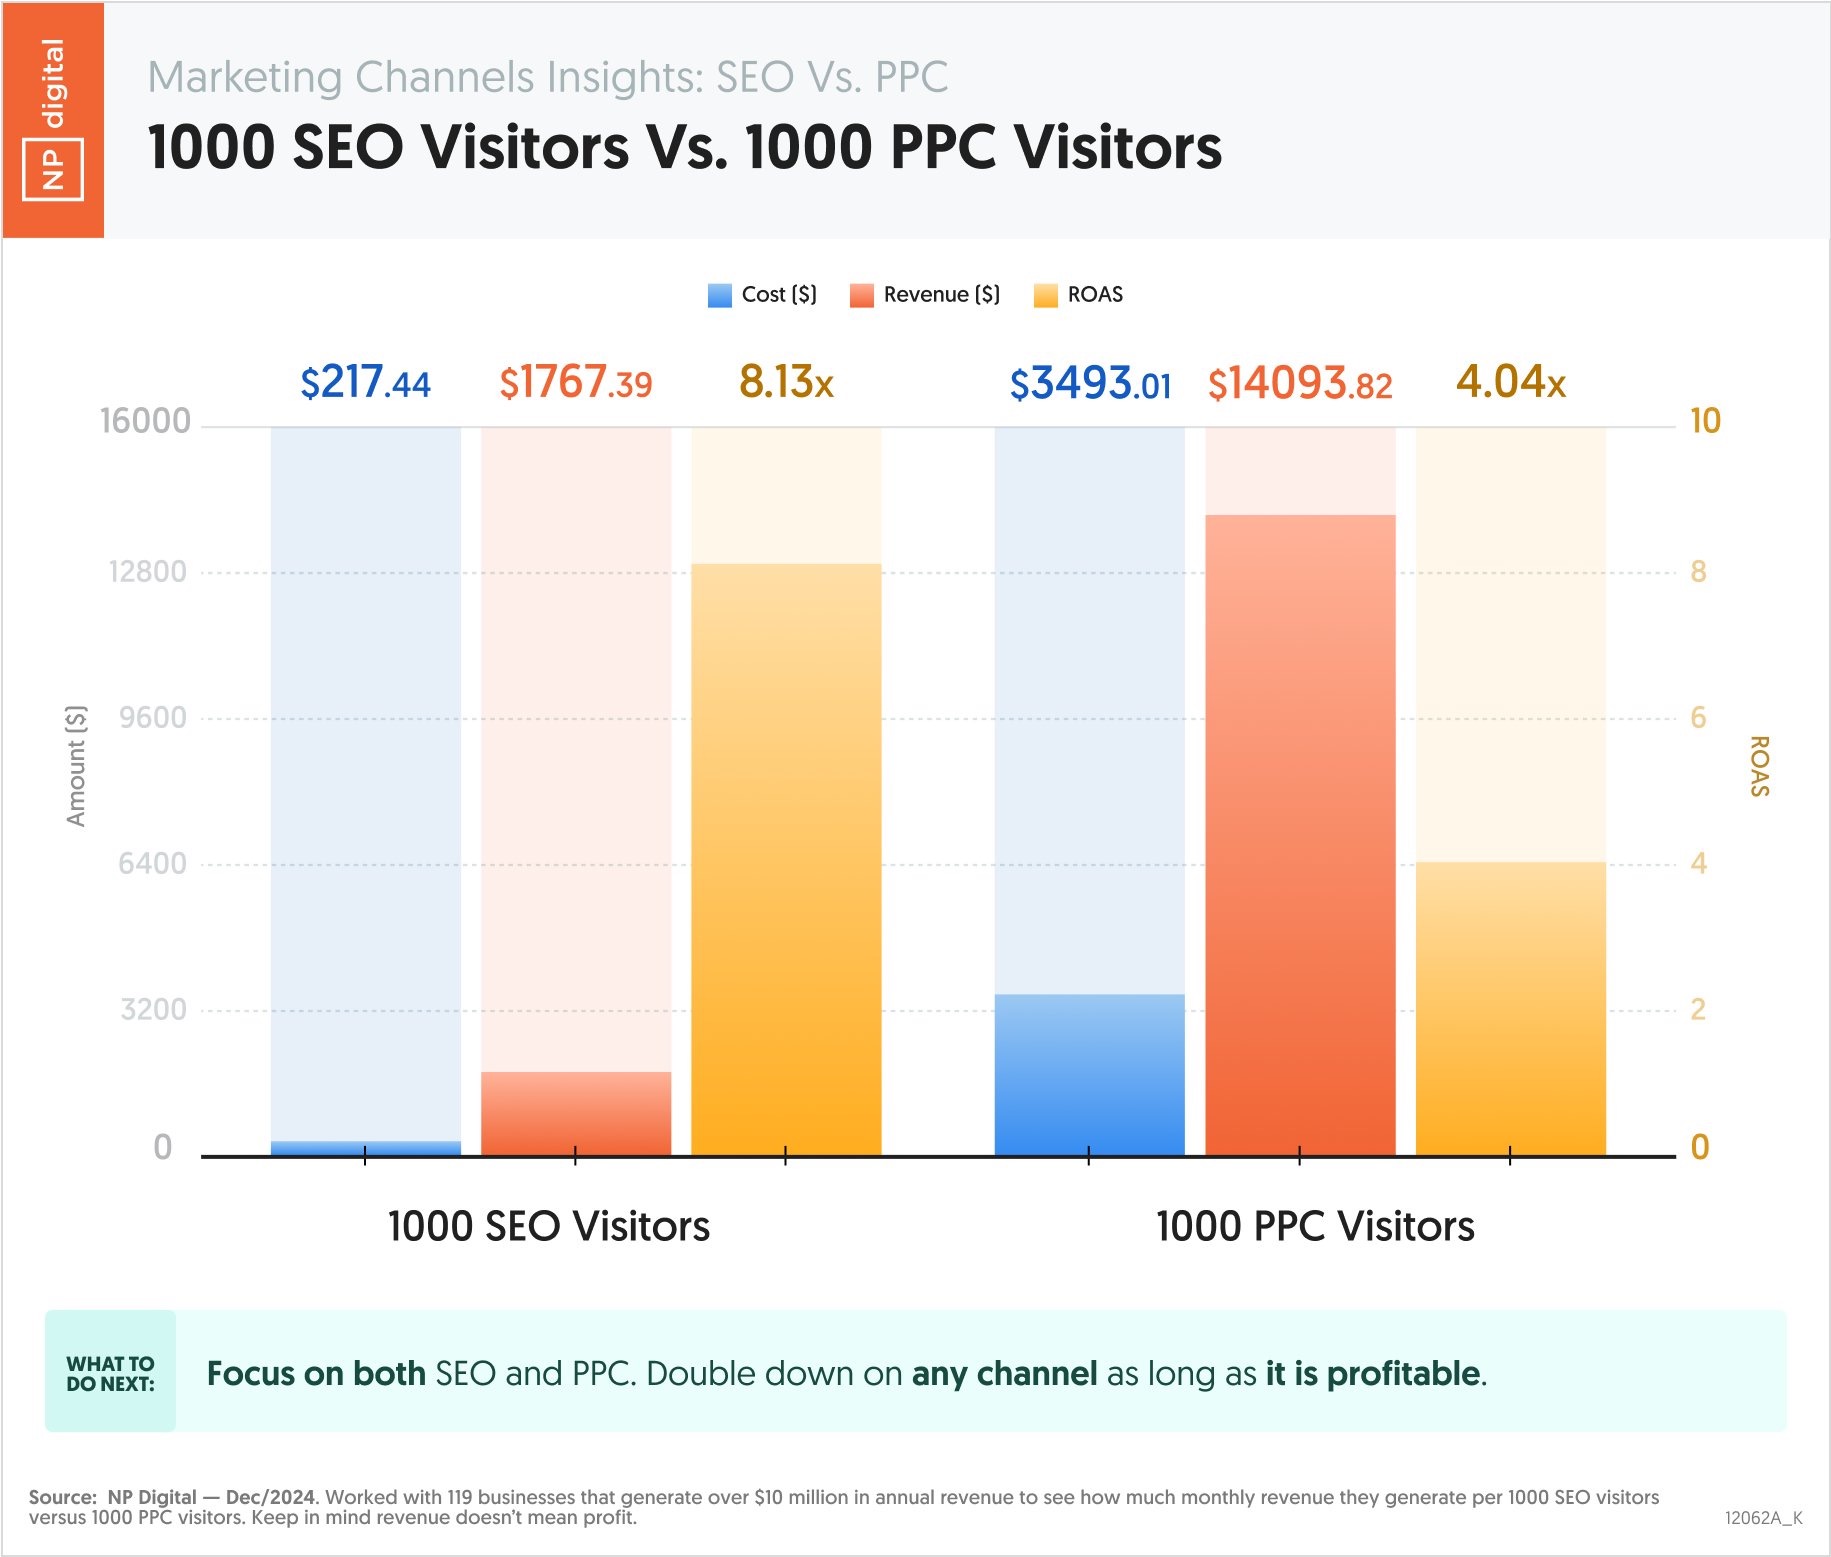 NP digital
Marketing Channels Insights: SEO Vs. PPC
1000 SEO Visitors Vs. 1000 PPC Visitors
Cost ($) Revenue ($) ROAS
$217.44 $1767.39 8.13x $3493.01 $14093.82 4.04x
16000 10
12800 8
9600 6
Amount ($) ROAS
6400 4
3200 2
0 0
1000 SEO Visitors 1000 PPC Visitors
WHAT TO
DO NEXT:
Focus on both SEO and PPC. Double down on any channel as long as it is profitable.
Source: NP Digital — Dec/2024. Worked with 119 businesses that generate over $10 million in annual revenue to see how much monthly revenue they generate per 1000 SEO visitors
versus 1000 PPC visitors. Keep in mind revenue doesn't mean profit.
12062A_K